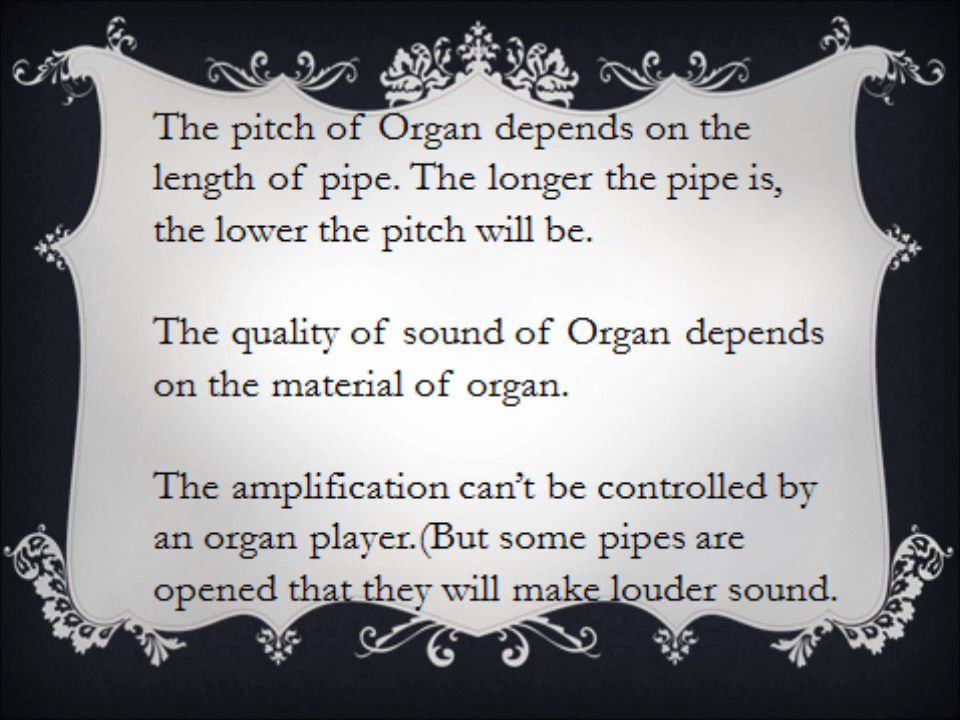 The pitch of Organ depends on the
length of pipe. The longer the pipe is,
the lower the pitch will be.
The quality of sound of Organ depends
on the material of organ.
The amplification can’t be controlled by
an organ player.(But some pipes are
opened that they will make louder sound.